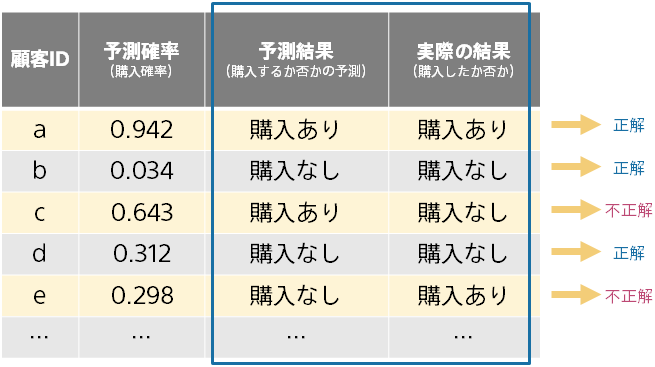 顧客ID 予測確率 予測結果 実際の結果
(購入確率) (購入するか否かの予測) (購入したか否か)
a 0.942 購入あり 購入あり 正解
b 0.034 購入なし 購入なし 正解
c 0.643 購入あり 購入なし 不正解
d 0.312 購入なし 購入なし 正解
e 0.298 購入なし 購入あり 不正解
… … … …